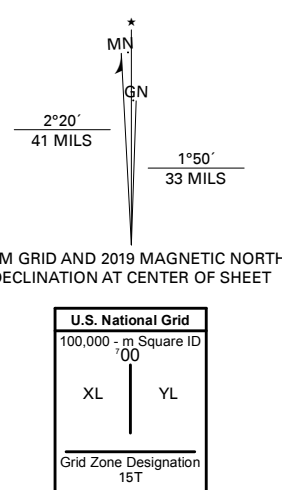 ★
MN
GN
2°20´
41 MILS
1°50´
33 MILS
M GRID AND 2019 MAGNETIC NORTH
DECLINATION AT CENTER OF SHEET
U.S. National Grid
100,000 - m Square ID
⁷00
XL YL
Grid Zone Designation
15T